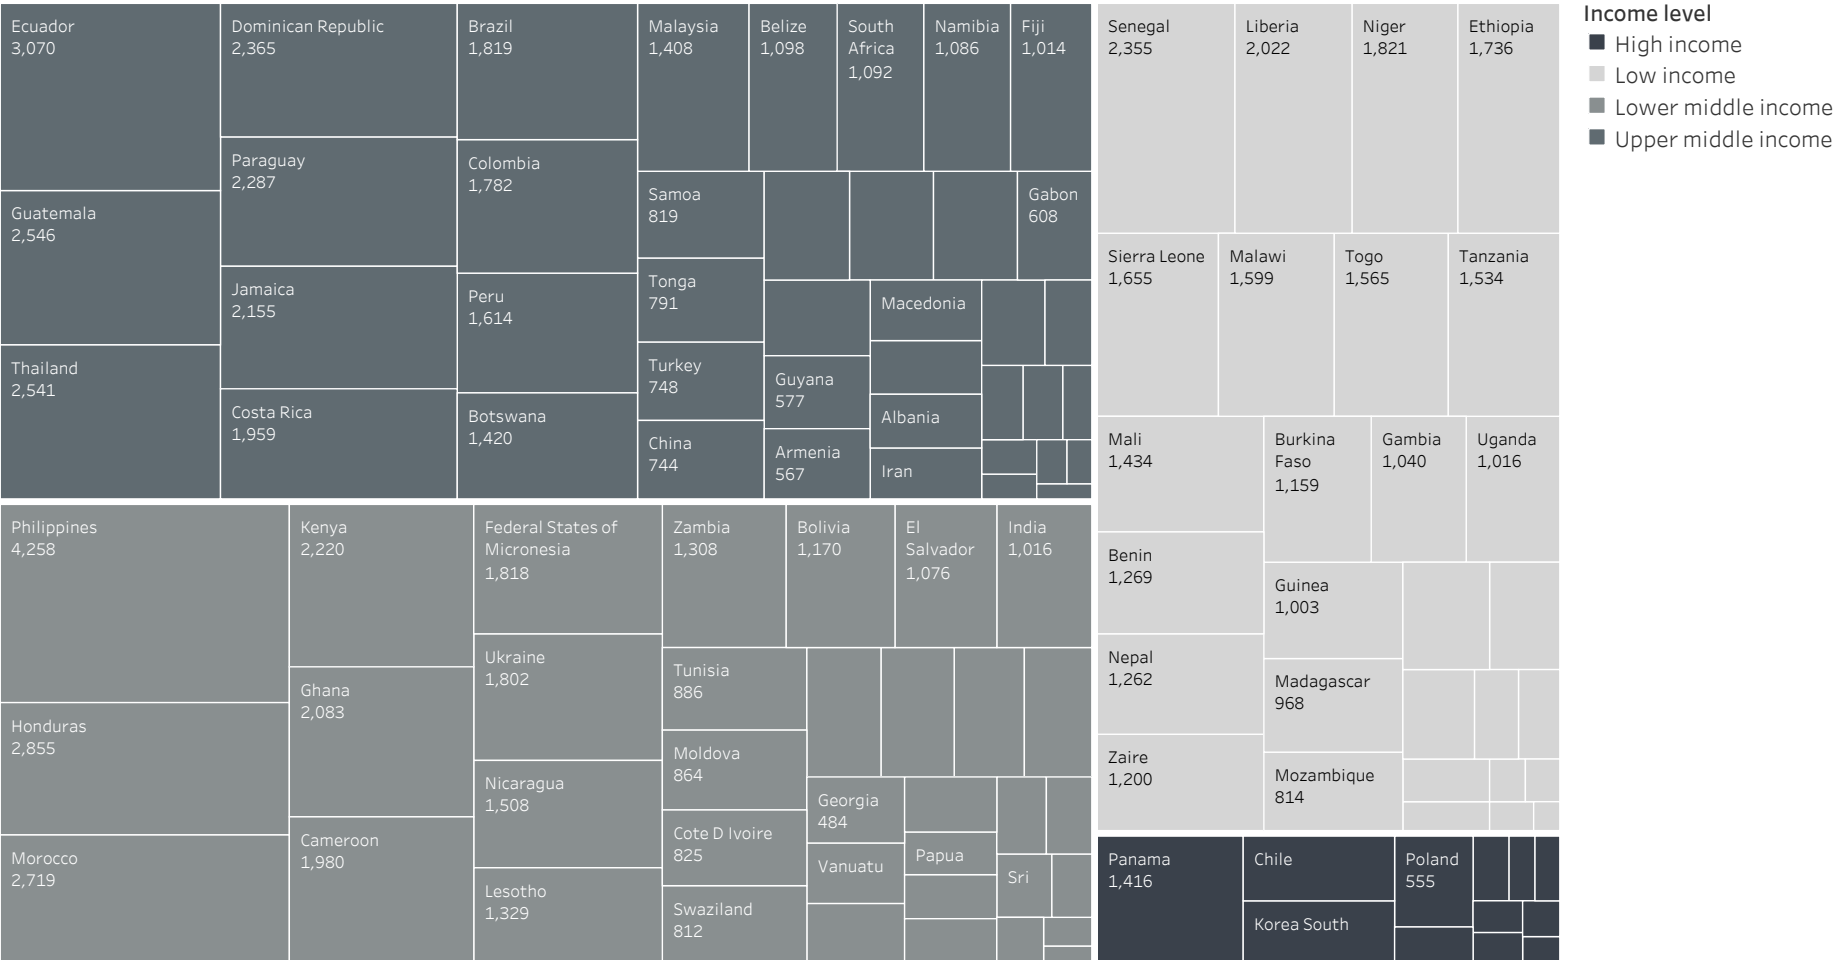 Ecuador
3,070
Guatemala
2,546
Thailand
2,541
Dominican Republic
2,365
Paraguay
2,287
Jamaica
2,155
Costa Rica
1,959
Brazil
1,819
Colombia
1,782
Peru
1,614
Botswana
1,420
Malaysia
1,408
Belize
1,098
South
Africa
1,092
Namibia
1,086
Fiji
1,014
Samoa
819
Tonga
791
Turkey
748
China
744
Gabon
608
Guyana
577
Armenia
567
Macedonia
Albania
Iran
Philippines
4,258
Honduras
2,855
Morocco
2,719
Kenya
2,220
Ghana
2,083
Cameroon
1,980
Federal States of
Micronesia
1,818
Ukraine
1,802
Nicaragua
1,508
Lesotho
1,329
Zambia
1,308
Bolivia
1,170
El
Salvador
1,076
India
1,016
Tunisia
886
Moldova
864
Cote D Ivoire
825
Swaziland
812
Georgia
484
Vanuatu
Papua
Sri
Senegal
2,355
Liberia
2,022
Niger
1,821
Ethiopia
1,736
Sierra Leone
1,655
Malawi
1,599
Togo
1,565
Tanzania
1,534
Mali
1,434
Benin
1,269
Nepal
1,262
Zaire
1,200
Burkina
Faso
1,159
Gambia
1,040
Uganda
1,016
Guinea
1,003
Madagascar
968
Mozambique
814
Panama
1,416
Chile
Korea South
Poland
555
Income level
High income
Low income
Lower middle income
Upper middle income